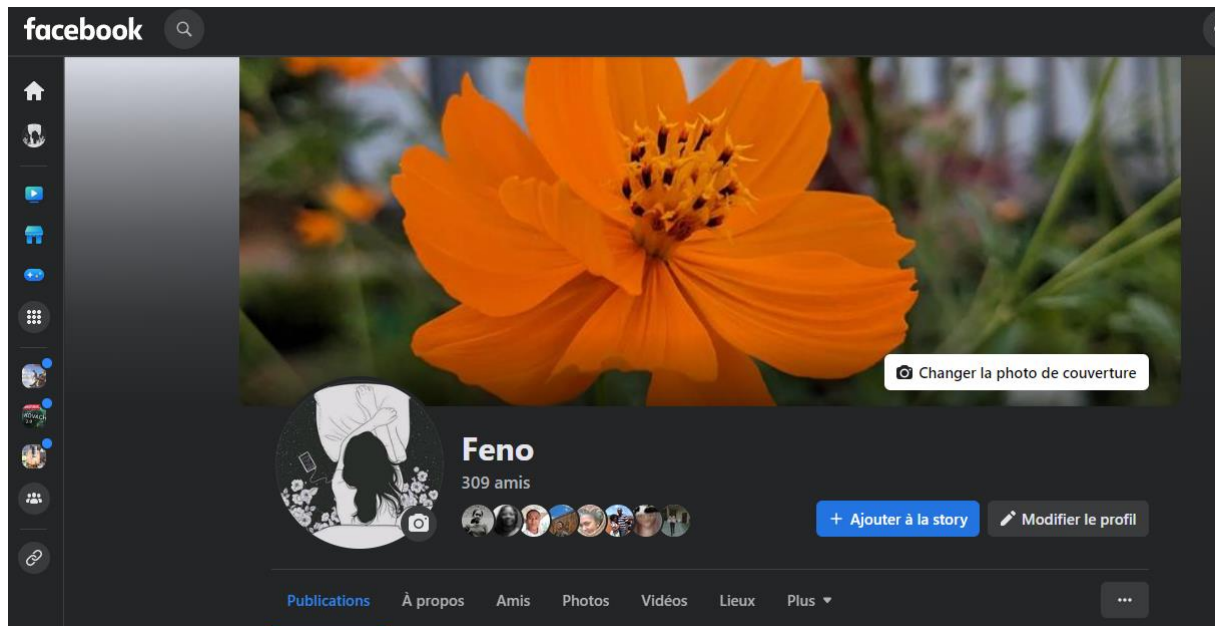 facebook
Changer la photo de couverture
Feno
309 amis
+ Ajouter à la story
Modifier le profil
Publications
À propos
Amis
Photos
Vidéos
Lieux
Plus